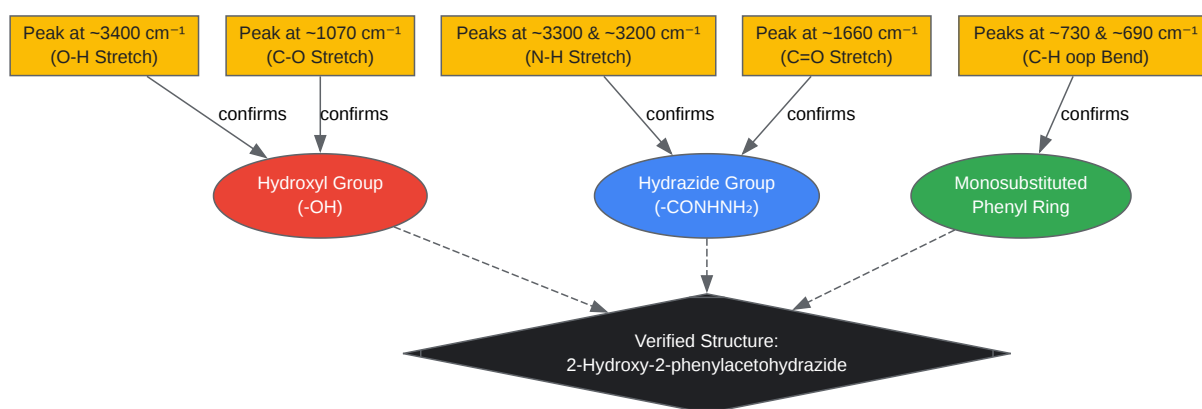 Peak at ~3400 cm⁻¹
(O-H Stretch)
Peak at ~1070 cm⁻¹
(C-O Stretch)
Peaks at ~3300 & ~3200 cm⁻¹
(N-H Stretch)
Peak at ~1660 cm⁻¹
(C=O Stretch)
Peaks at ~730 & ~690 cm⁻¹
(C-H oop Bend)
confirms
confirms
confirms
confirms
confirms
Hydroxyl Group
(-OH)
Hydrazide Group
(-CONHNH₂)
Monosubstituted
Phenyl Ring
Verified Structure:
2-Hydroxy-2-phenylacetohydrazide